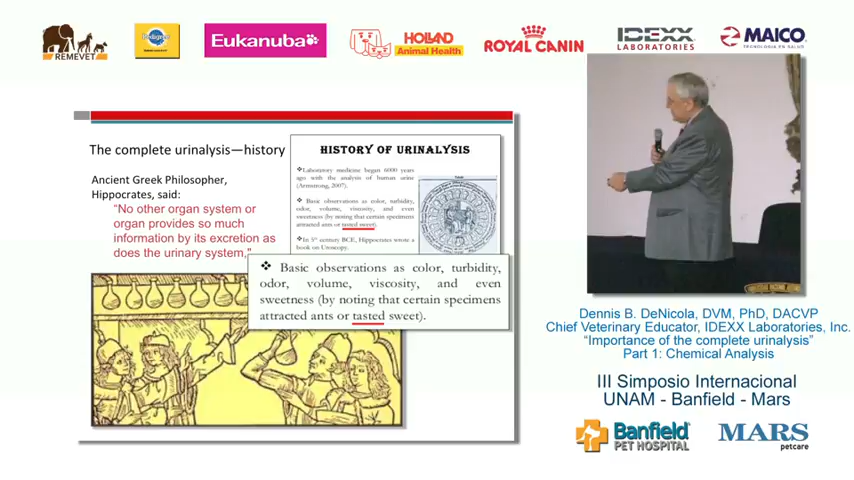 REMEVET
Pedigree
Eukanuba
HOLLAND
Animal Health
ROYAL CANIN
IDEXX
LABORATORIES
MAICO
TECNOLOGIA EN SALUD
The complete urinalysis—history
Ancient Greek Philosopher,
Hippocrates, said:
"No other organ system or
organ provides so much
information by its excretion as
does the urinary system,"
HISTORY OF URINALYSIS
❖Laboratory medicine began 6000 years
ago with the analysis of human urine
(Armstrong, 2007).
❖ Basic observations as color, turbidity,
odor, volume, viscosity, and even
sweetness (by noting that certain specimens
attracted ants or tasted sweet).
❖In 5th century BCE, Hippocrates wrote a
book on Uroscopy.
❖ Basic observations as color, turbidity,
odor, volume, viscosity, and even
sweetness (by noting that certain specimens
attracted ants or tasted sweet).
Dennis B. DeNicola, DVM, PhD, DACVP
Chief Veterinary Educator, IDEXX Laboratories, Inc.
"Importance of the complete urinalysis"
Part 1: Chemical Analysis
III Simposio Internacional
UNAM - Banfield - Mars
Banfield
PET HOSPITAL
MARS
petcare